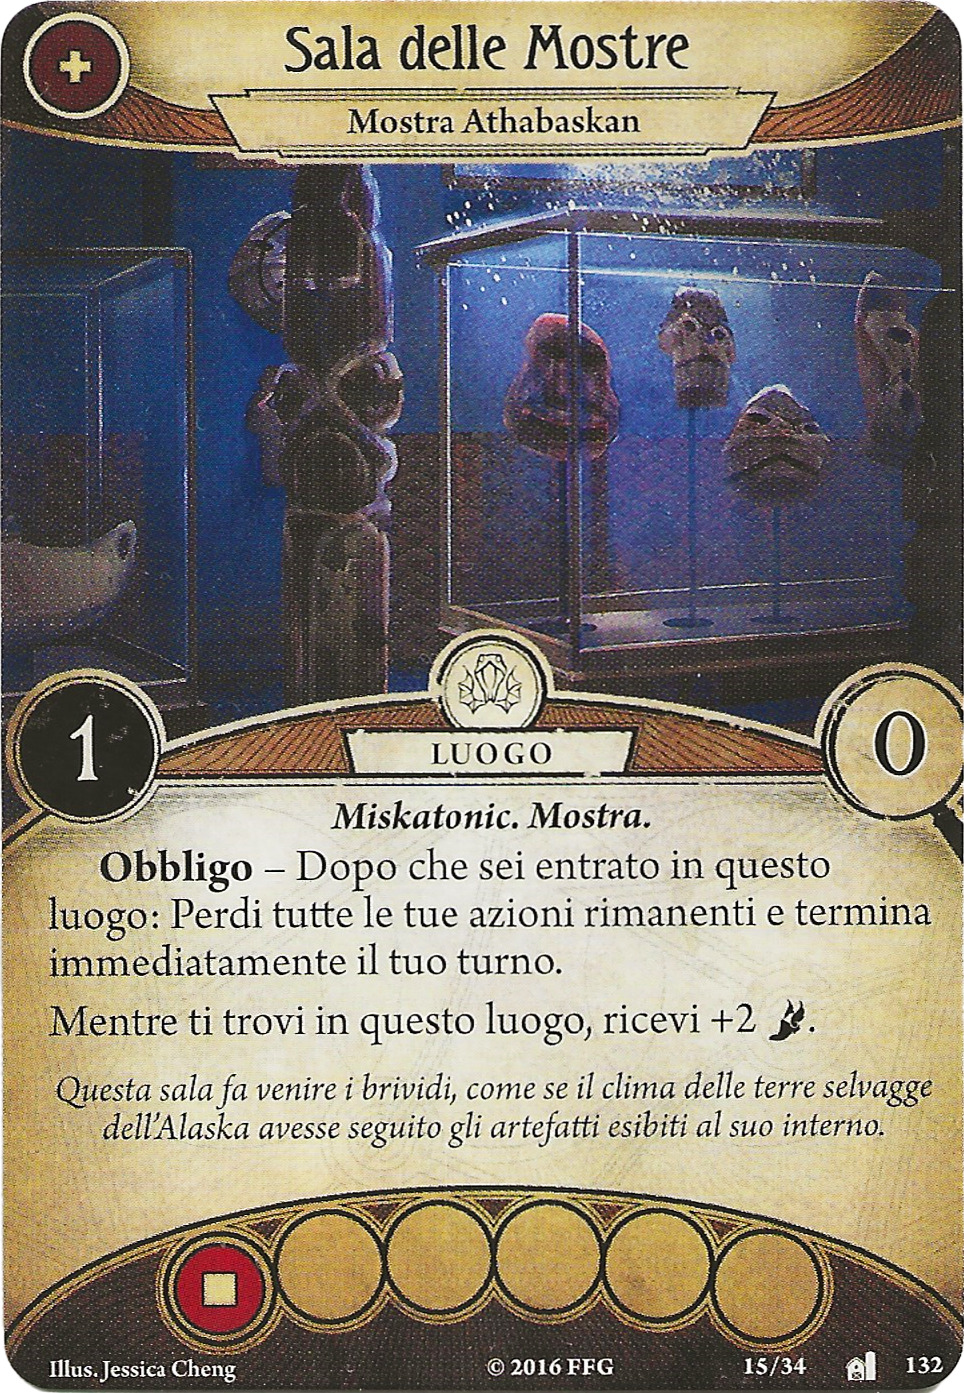 Sala delle Mostre
Mostra Athabaskan
1
LUOGO
0
Miskatonic. Mostra.
Obbligo – Dopo che sei entrato in questo
luogo: Perdi tutte le tue azioni rimanenti e termina
immediatamente il tuo turno.
Mentre ti trovi in questo luogo, ricevi +2 .
Questa sala fa venire i brividi, come se il clima delle terre selvagge
dell'Alaska avesse seguito gli artefatti esibiti al suo interno.
Illus. Jessica Cheng
© 2016 FFG
15/34
132